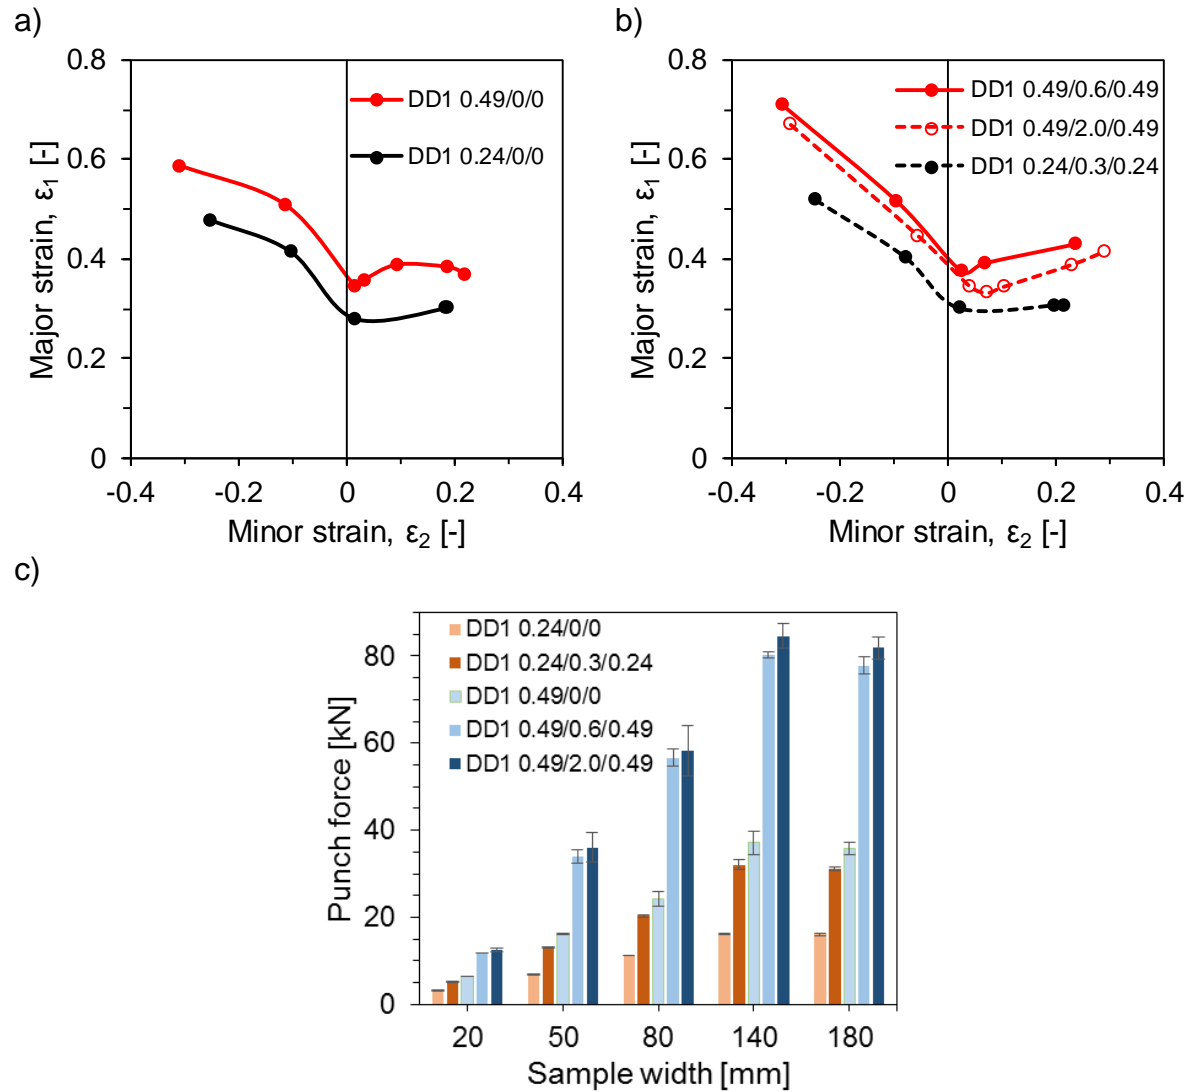 a)
0.8
0.6
0.4
0.2
0
-0.4
-0.2
0
0.2
0.4
Major strain, ε₁ [-]
Minor strain, ε₂ [-]
DD1 0.49/0/0
DD1 0.24/0/0
b)
0.8
0.6
0.4
0.2
0
-0.4
-0.2
0
0.2
0.4
Major strain, ε₁ [-]
Minor strain, ε₂ [-]
DD1 0.49/0.6/0.49
DD1 0.49/2.0/0.49
DD1 0.24/0.3/0.24
c)
80
60
40
20
0
Punch force [kN]
DD1 0.24/0/0
DD1 0.24/0.3/0.24
DD1 0.49/0/0
DD1 0.49/0.6/0.49
DD1 0.49/2.0/0.49
20
50
80
140
180
Sample width [mm]